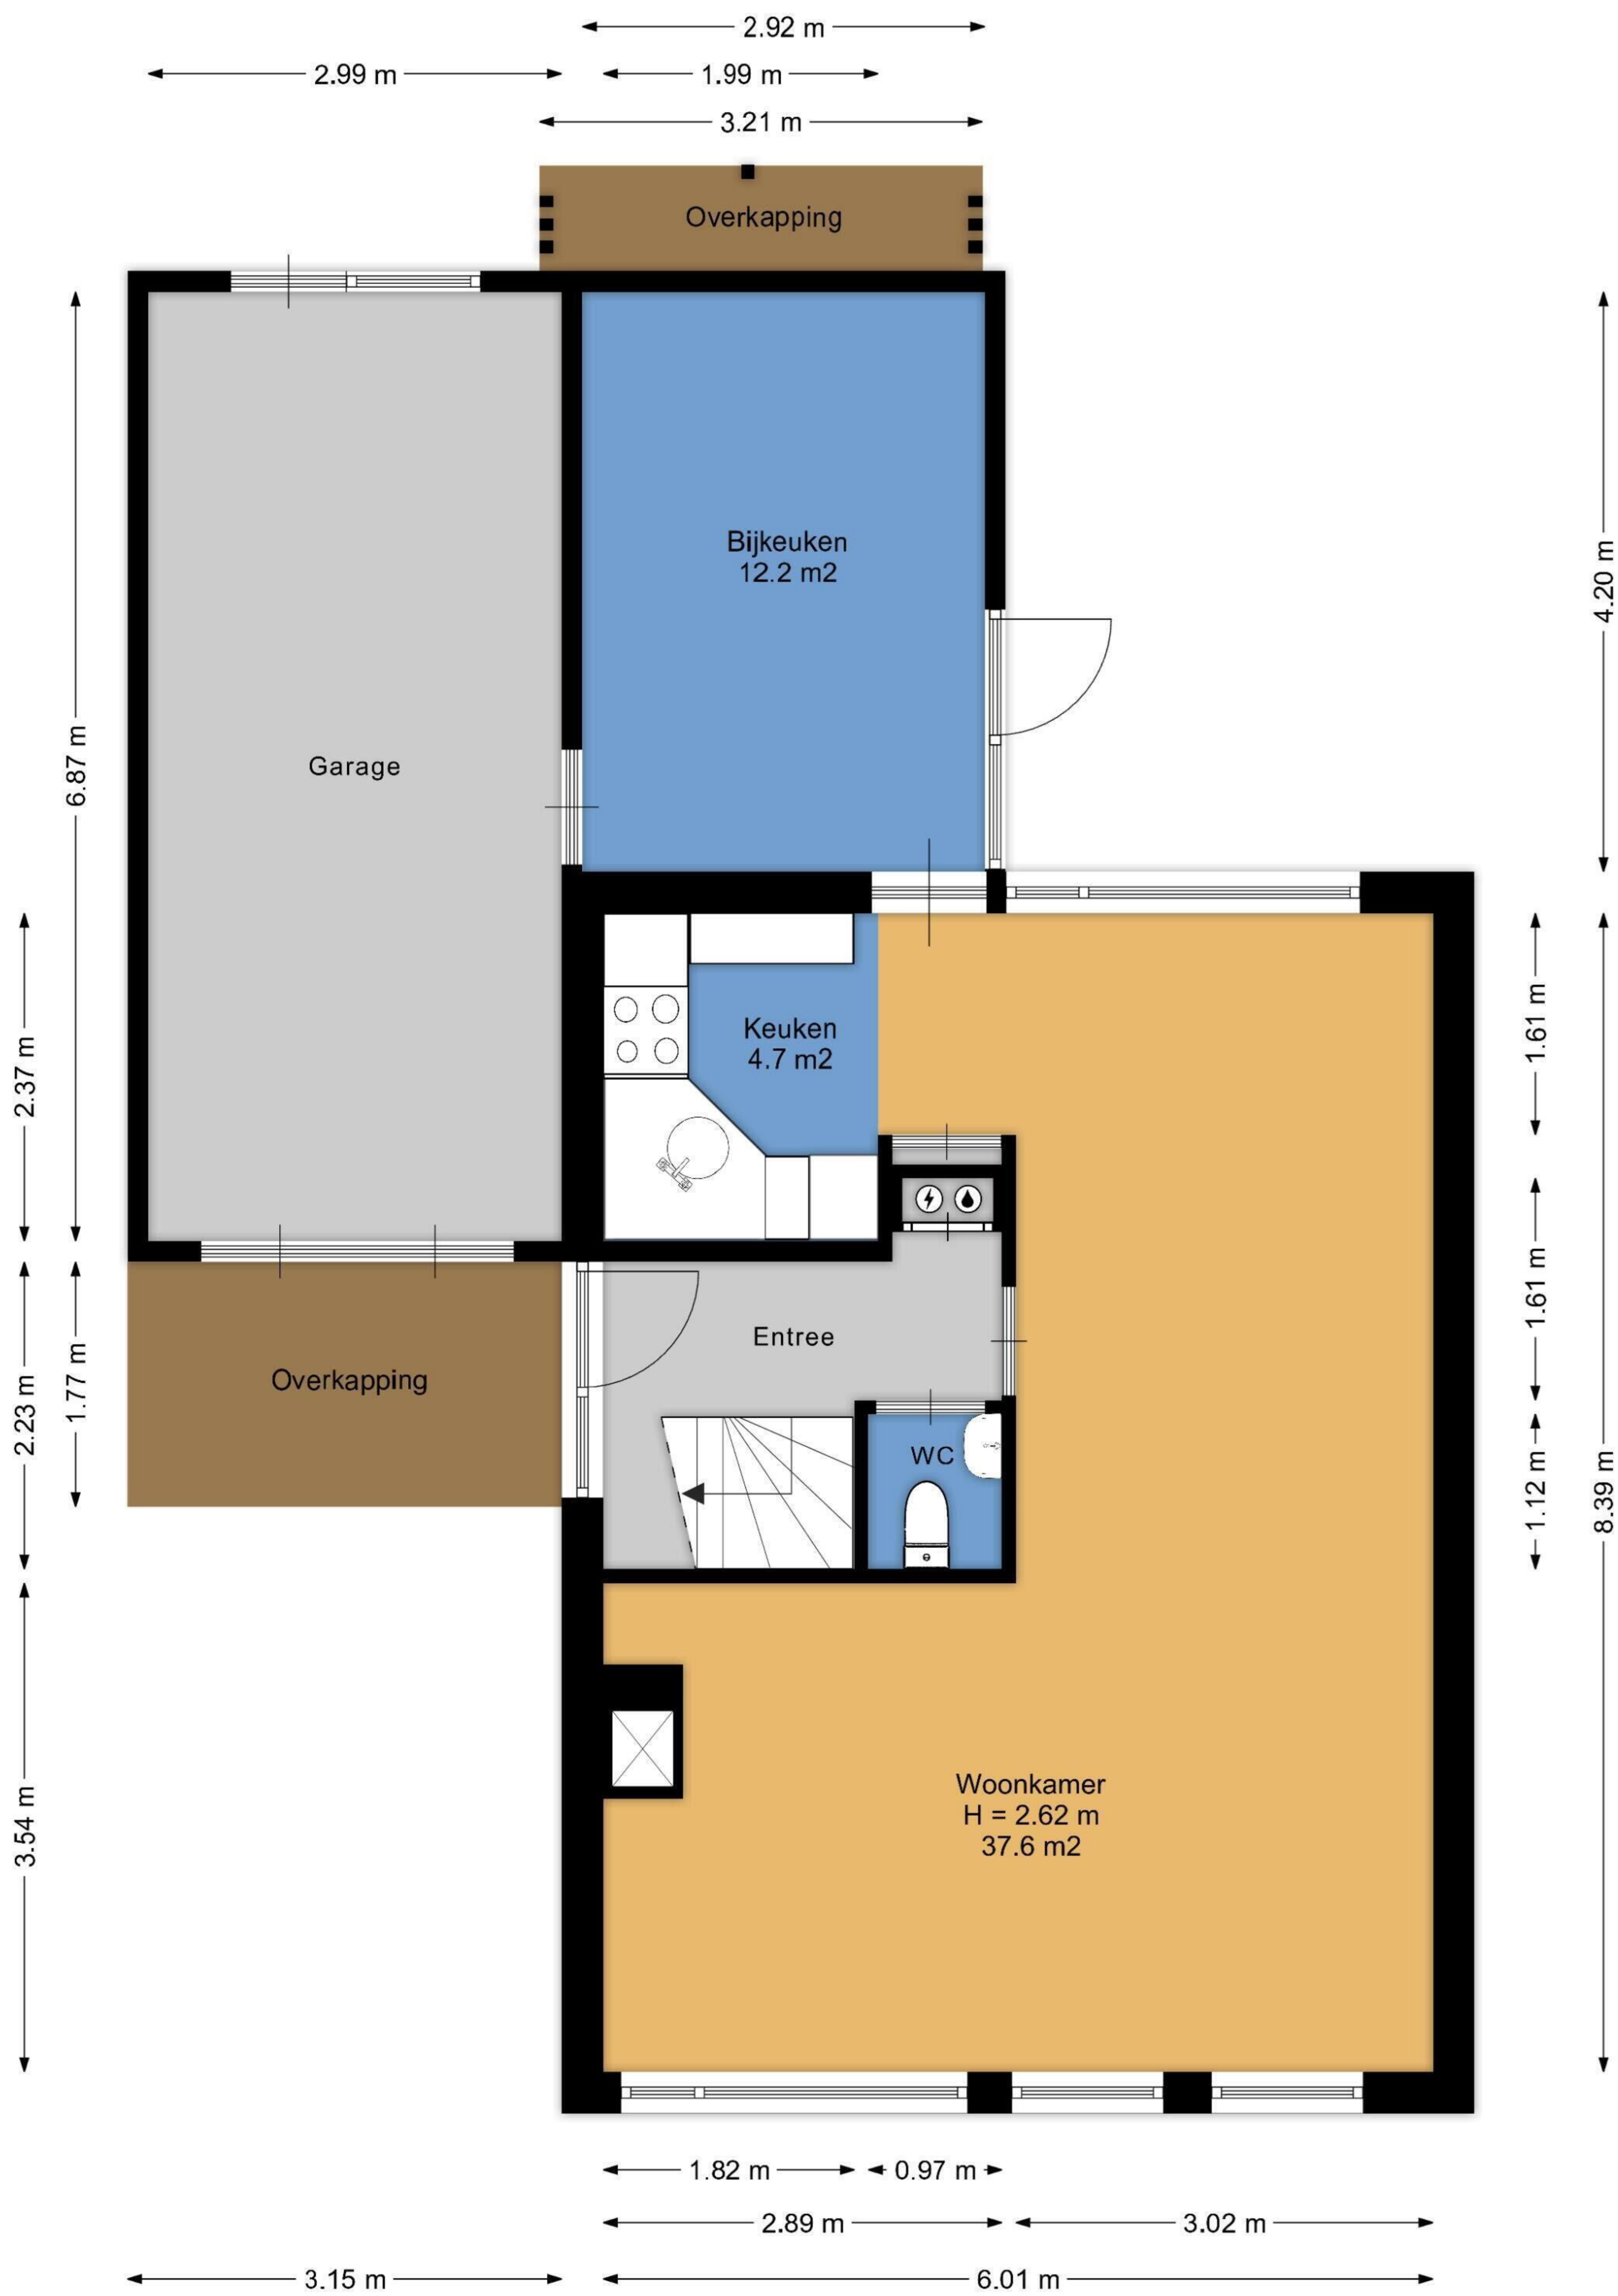 2.92 m
2.99 m
1.99 m
3.21 m
Overkapping
Bijkeuken
12.2 m2
4.20 m
6.87 m
Garage
2.37 m
Keuken
4.7 m2
1.61 m
Entree
1.61 m
Overkapping
2.23 m
1.77 m
WC
1.12 m
8.39 m
3.54 m
Woonkamer
H = 2.62 m
37.6 m2
1.82 m
0.97 m
2.89 m
3.02 m
3.15 m
6.01 m